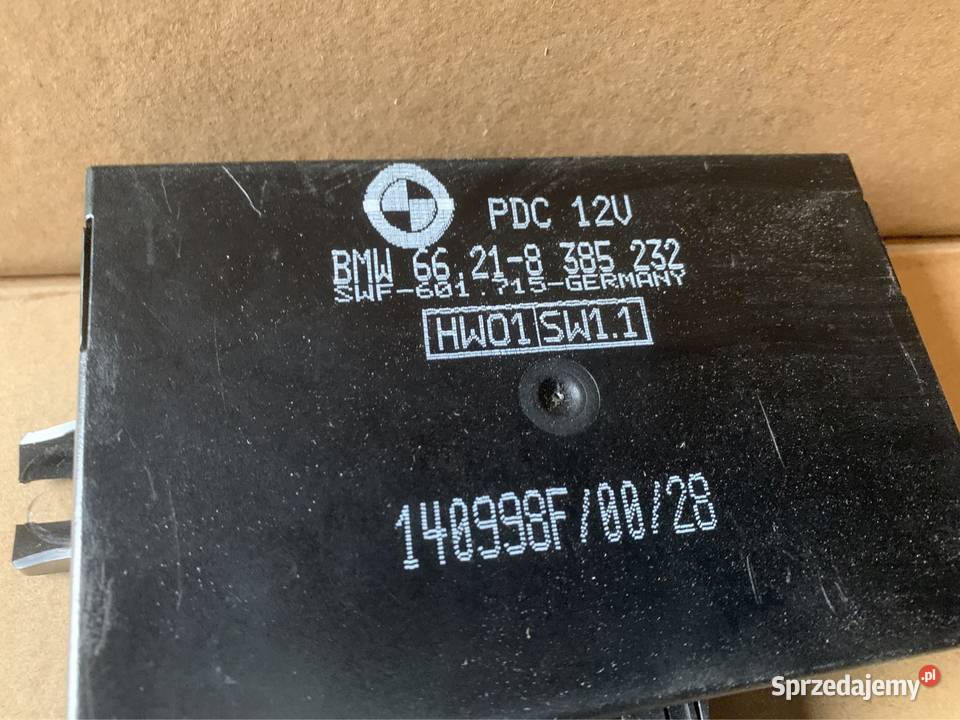 PDC 12V
BMW 66.21-8 385 232
SWF-601.715-GERMANY
HW01 SW1.1
140998F/00/28
Sprzedajemy.pl